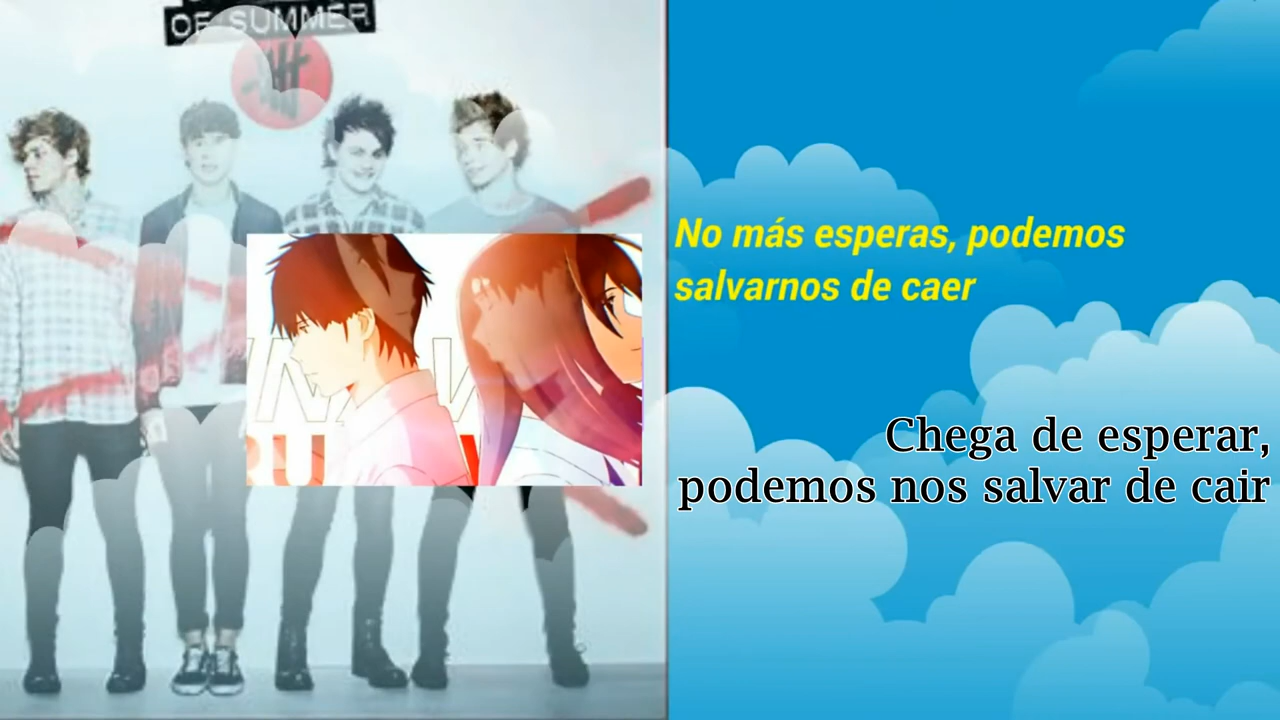 OF SUMMER
No más esperas, podemos
salvarnos de caer
Chega de esperar,
podemos nos salvar de cair